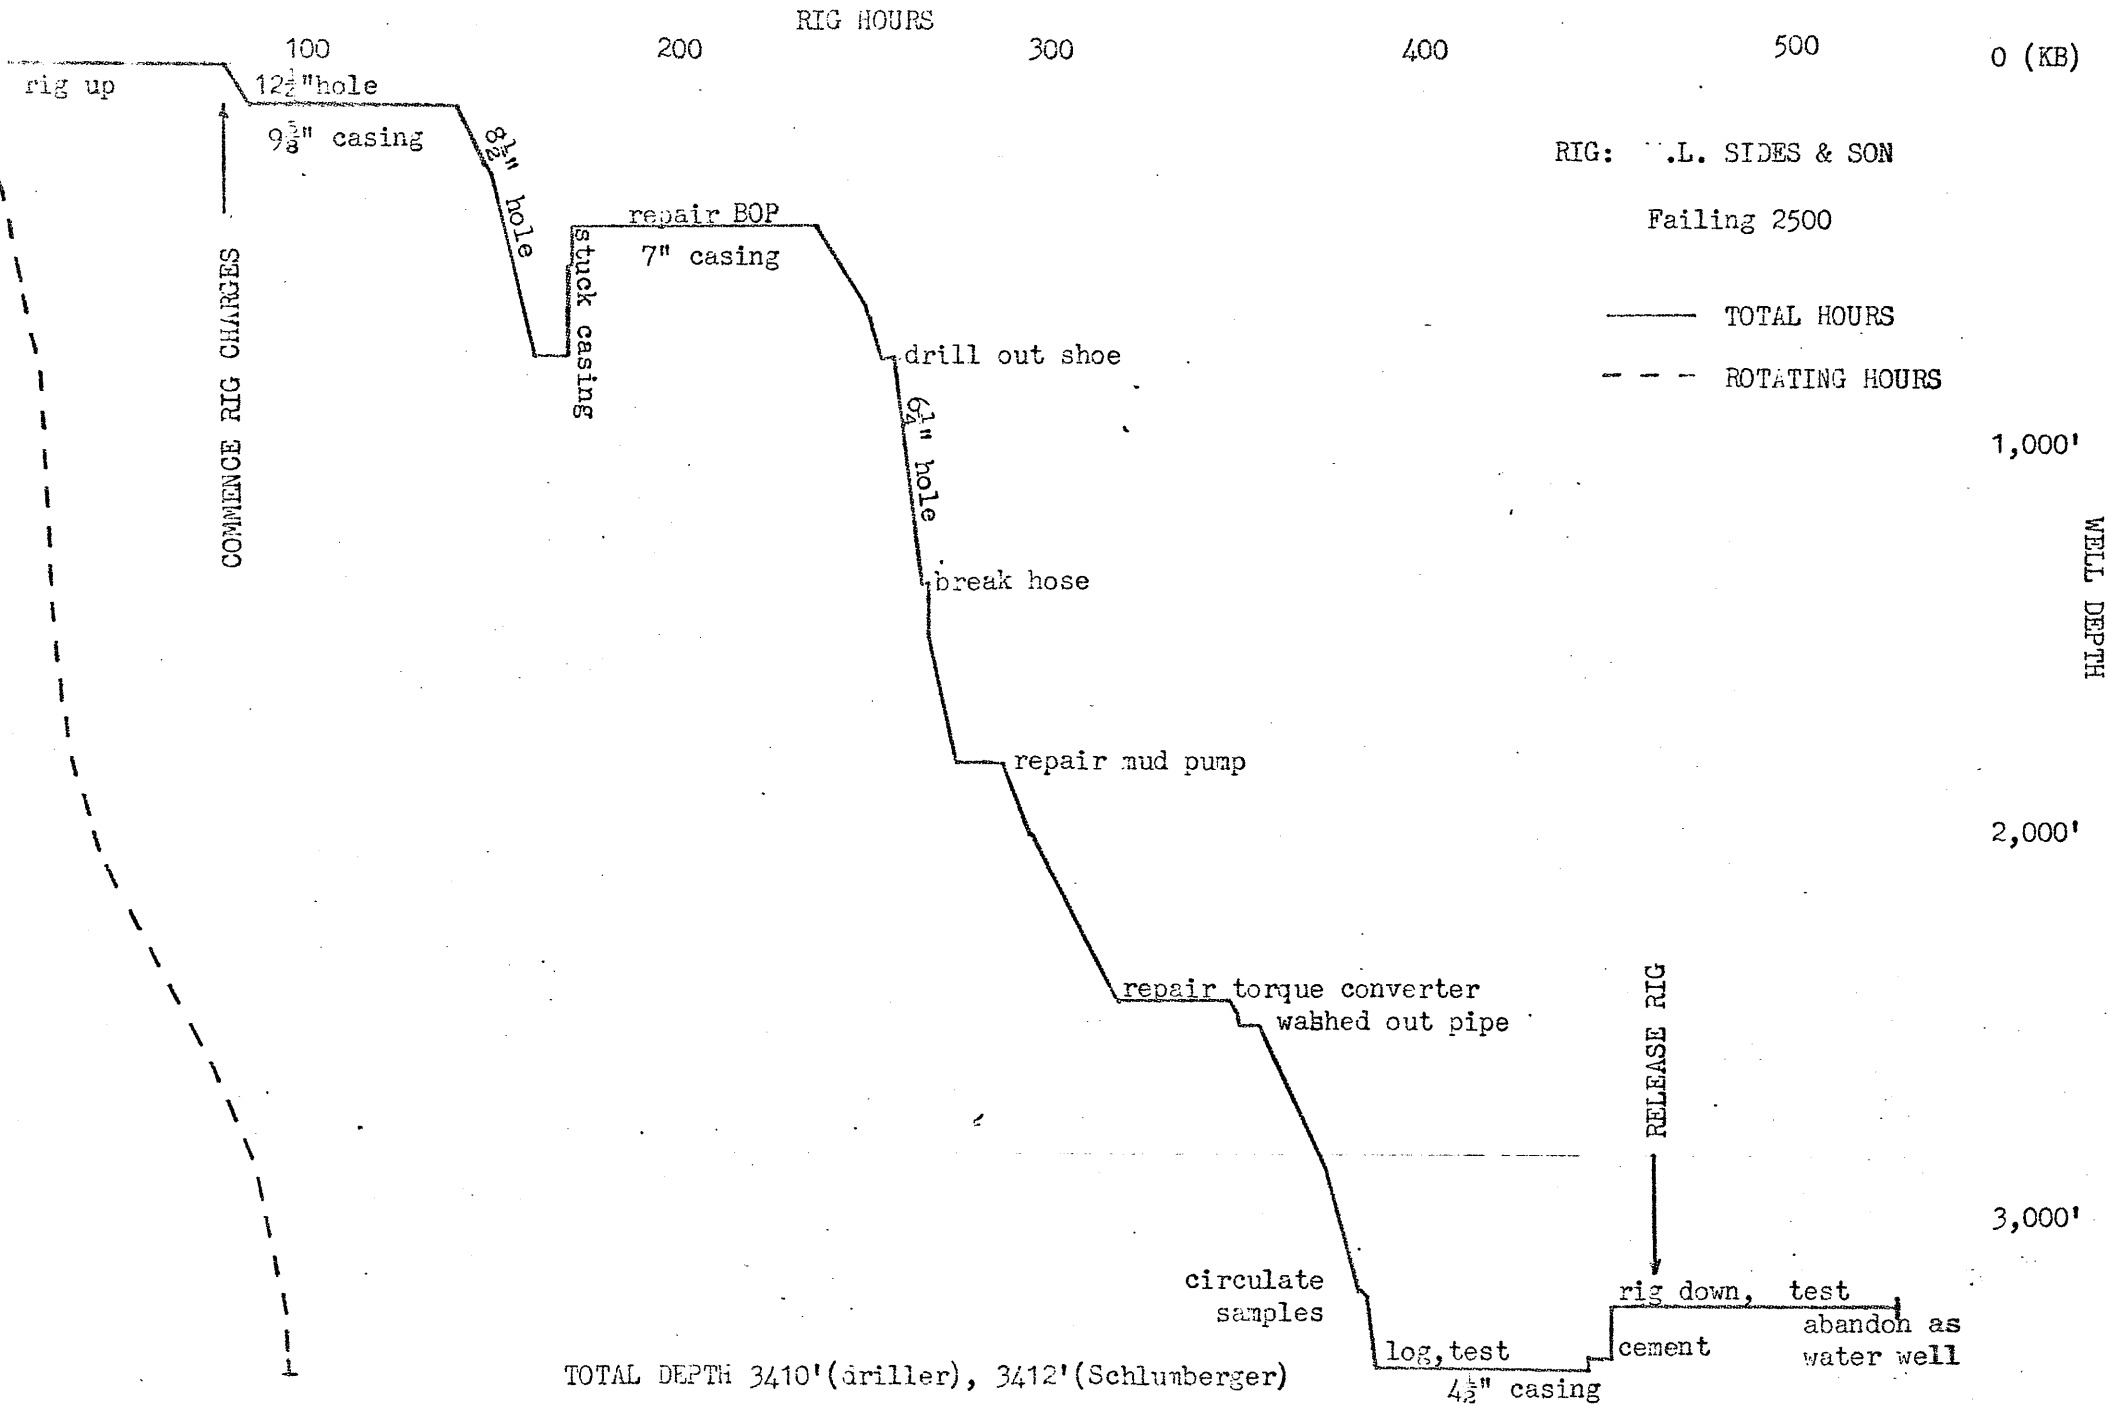 RIG HOURS
100 200 300 400 500 0 (KB)
rig up
12½"hole
9⅝" casing
8½" hole
COMMENCE RIG CHARGES
repair BOP
7" casing
stuck casing
RIG: .L. SIDES & SON
Failing 2500
TOTAL HOURS
ROTATING HOURS
drill out shoe
6¼" hole
1,000'
WELL DEPTH
break hose
repair mud pump
2,000'
repair torque converter
washed out pipe
RELEASE RIG
3,000'
circulate
samples
rig down, test
abandon as
water well
log,test
cement
4½" casing
TOTAL DEPTH 3410'(driller), 3412'(Schlumberger)